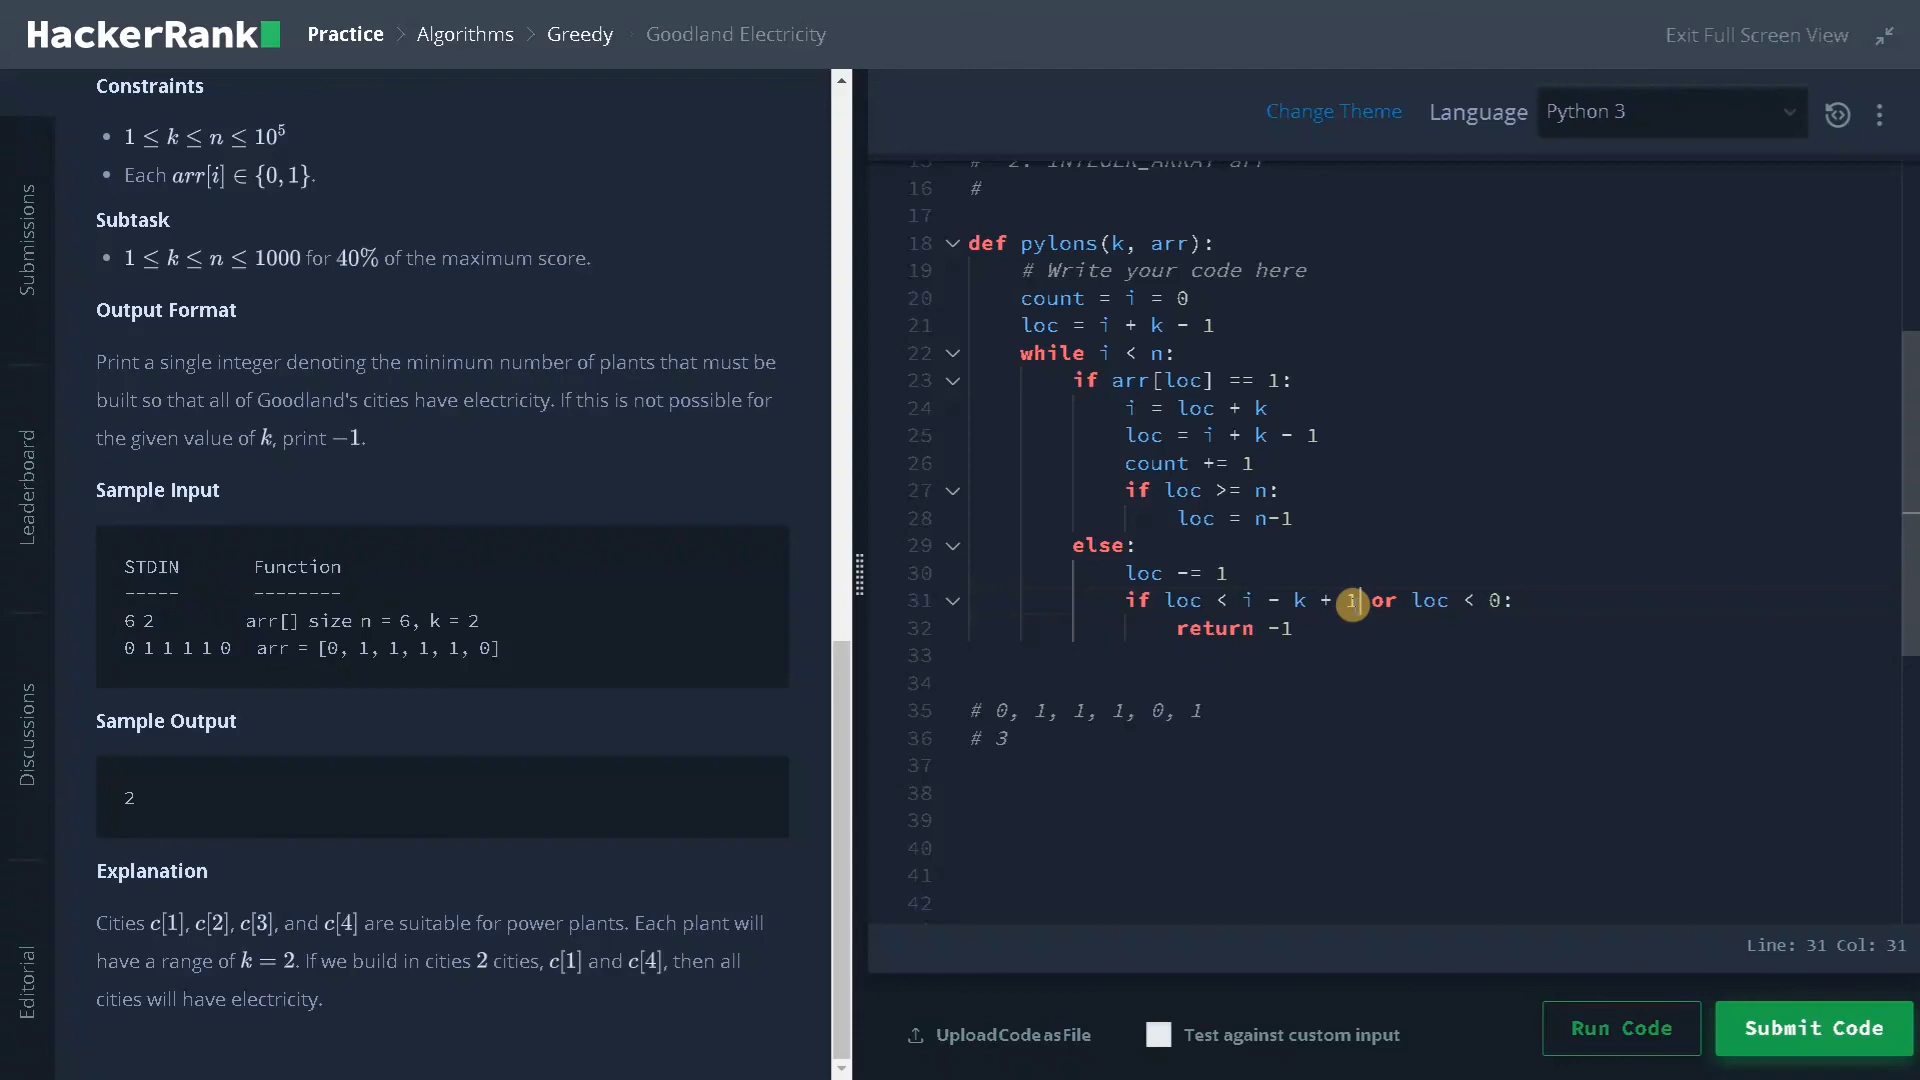 HackerRank
Practice > Algorithms > Greedy Goodland Electricity
Exit Full Screen View
Submissions
Leaderboard
Discussions
Editorial
Constraints
• 1 ≤ k ≤ n ≤ 10⁵
• Each arr[i] ∈ {0, 1}.
Subtask
• 1 ≤ k ≤ n ≤ 1000 for 40% of the maximum score.
Output Format
Print a single integer denoting the minimum number of plants that must be
built so that all of Goodland's cities have electricity. If this is not possible for
the given value of k, print −1.
Sample Input
STDIN Function
----- --------
6 2 arr[] size n = 6, k = 2
0 1 1 1 1 0 arr = [0, 1, 1, 1, 1, 0]
Sample Output
2
Explanation
Cities c[1], c[2], c[3], and c[4] are suitable for power plants. Each plant will
have a range of k = 2. If we build in cities 2 cities, c[1] and c[4], then all
cities will have electricity.
Change Theme Language Python 3
15 # 2. INTEGER_ARRAY arr
16 #
17
18 def pylons(k, arr):
19     # Write your code here
20     count = i = 0
21     loc = i + k - 1
22     while i < n:
23         if arr[loc] == 1:
24             i = loc + k
25             loc = i + k - 1
26             count += 1
27             if loc >= n:
28                 loc = n-1
29         else:
30             loc -= 1
31             if loc < i - k + 1 or loc < 0:
32                 return -1
33
34
35 # 0, 1, 1, 1, 0, 1
36 # 3
37
38
39
40
41
42
Line: 31 Col: 31
Upload Code as File Test against custom input Run Code Submit Code